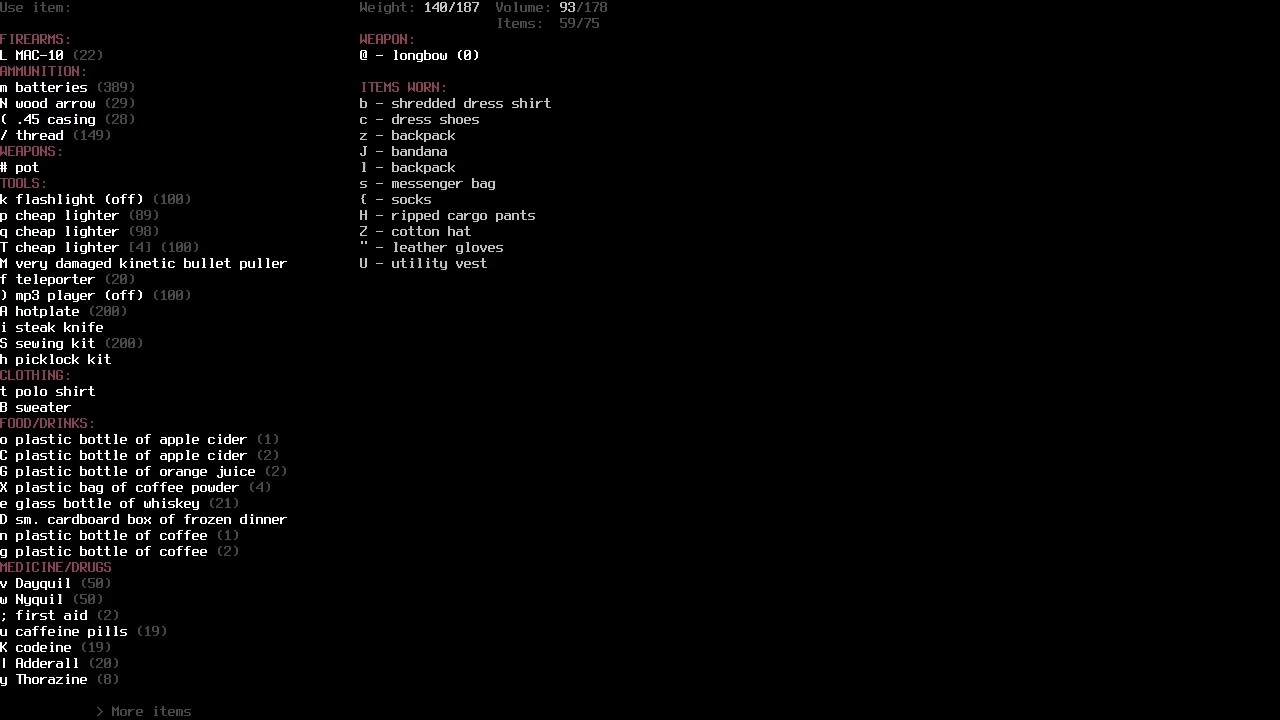 Use item:
Weight: 140/187  Volume: 93/178
Items:  59/75
FIREARMS:
L MAC-10 (22)
AMMUNITION:
m batteries (389)
N wood arrow (29)
( .45 casing (28)
/ thread (149)
WEAPONS:
# pot
TOOLS:
k flashlight (off) (100)
p cheap lighter (89)
q cheap lighter (98)
T cheap lighter [4] (100)
M very damaged kinetic bullet puller
f teleporter (20)
) mp3 player (off) (100)
A hotplate (200)
i steak knife
S sewing kit (200)
h picklock kit
CLOTHING:
t polo shirt
B sweater
FOOD/DRINKS:
o plastic bottle of apple cider (1)
C plastic bottle of apple cider (2)
G plastic bottle of orange juice (2)
X plastic bag of coffee powder (4)
e glass bottle of whiskey (21)
D sm. cardboard box of frozen dinner
n plastic bottle of coffee (1)
g plastic bottle of coffee (2)
MEDICINE/DRUGS
v Dayquil (50)
w Nyquil (50)
; first aid (2)
u caffeine pills (19)
K codeine (19)
| Adderall (20)
y Thorazine (8)
> More items
WEAPON:
@ - longbow (0)
ITEMS WORN:
b - shredded dress shirt
c - dress shoes
z - backpack
J - bandana
l - backpack
s - messenger bag
{ - socks
H - ripped cargo pants
Z - cotton hat
" - leather gloves
U - utility vest